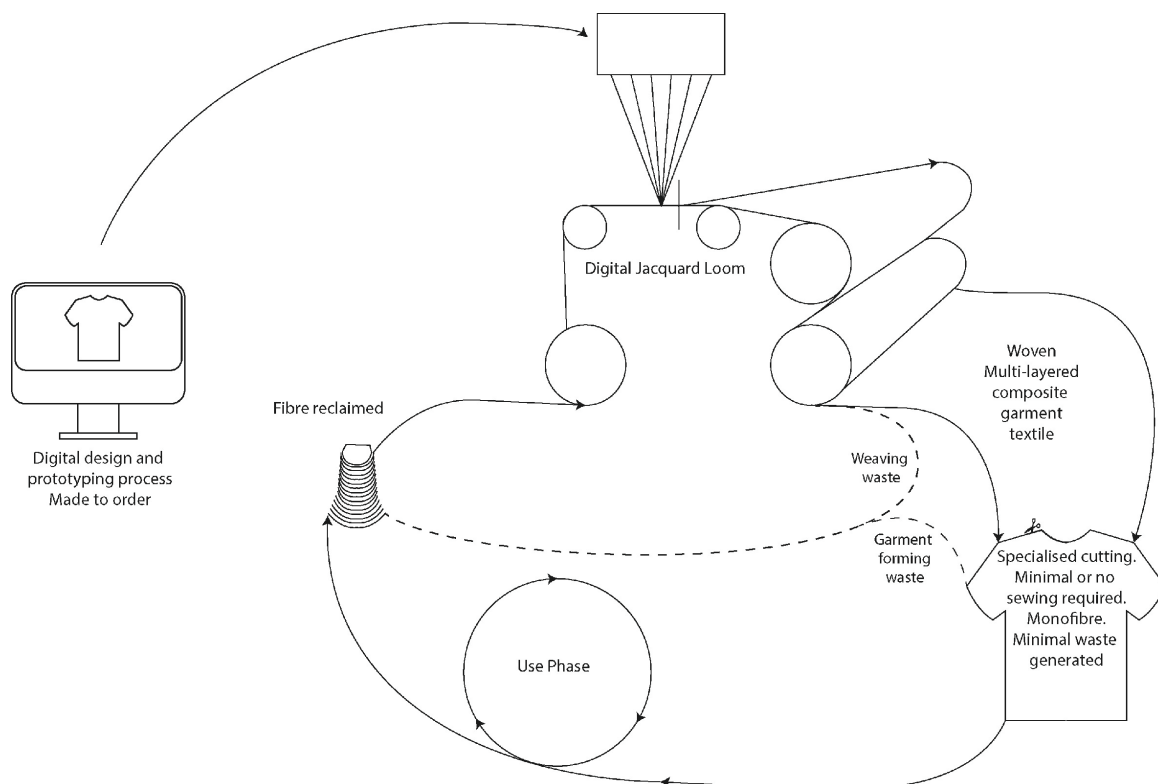 Digital Jacquard Loom
Woven
Multi-layered
composite
garment
textile
Fibre reclaimed
Digital design and
prototyping process
Made to order
Weaving
waste
Garment
forming
waste
Specialised cutting.
Minimal or no
sewing required.
Monofibre.
Minimal waste
generated
Use Phase